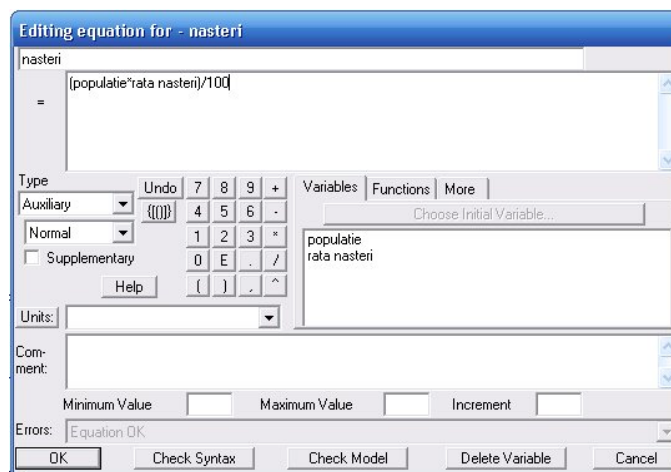 Editing equation for - nasteri
nasteri
=
(populatie*rata nasteri)/100
Type
Auxiliary
Normal
Supplementary
Help
Undo 7 8 9 +
{[()]} 4 5 6 -
1 2 3 *
0 E . /
( ) , ^
Variables Functions More
Choose Initial Variable...
populatie
rata nasteri
Units:
Com-
ment:
Minimum Value Maximum Value Increment
Errors: Equation OK
OK Check Syntax Check Model Delete Variable Cancel